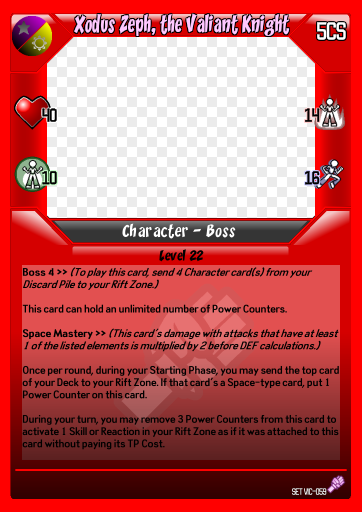 Xodus Zeph, the Valiant Knight
5CS
40
14
10
16
Character - Boss
Level 22
Boss 4 >> (To play this card, send 4 Character card(s) from your
Discard Pile to your Rift Zone.)
This card can hold an unlimited number of Power Counters.
Space Mastery >> (This card's damage with attacks that have at least
1 of the listed elements is multiplied by 2 before DEF calculations.)
Once per round, during your Starting Phase, you may send the top card
of your Deck to your Rift Zone. If that card's a Space-type card, put 1
Power Counter on this card.
During your turn, you may remove 3 Power Counters from this card to
activate 1 Skill or Reaction in your Rift Zone as if it was attached to this
card without paying its TP Cost.
SET VIC-059